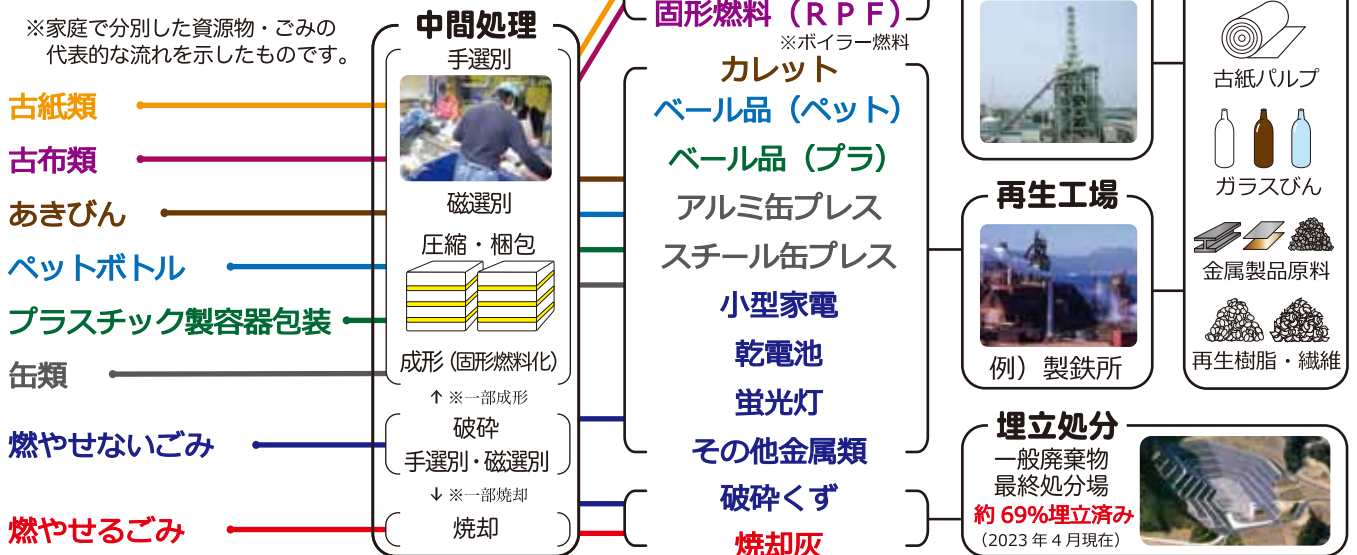 ※家庭で分別した資源物・ごみの
代表的な流れを示したものです。
古紙類
古布類
あきびん
ペットボトル
プラスチック製容器包装
缶類
燃やせないごみ
燃やせるごみ
中間処理
手選別
磁選別
圧縮・梱包
成形(固形燃料化)
↑ ※一部成形
破砕
手選別・磁選別
↓ ※一部焼却
焼却
固形燃料(RPF)
※ボイラー燃料
カレット
ベール品(ペット)
ベール品(プラ)
アルミ缶プレス
スチール缶プレス
小型家電
乾電池
蛍光灯
その他金属類
破砕くず
焼却灰
再生工場
例)製鉄所
埋立処分
一般廃棄物
最終処分場
約69%埋立済み
(2023年4月現在)
古紙パルプ
ガラスびん
金属製品原料
再生樹脂・繊維